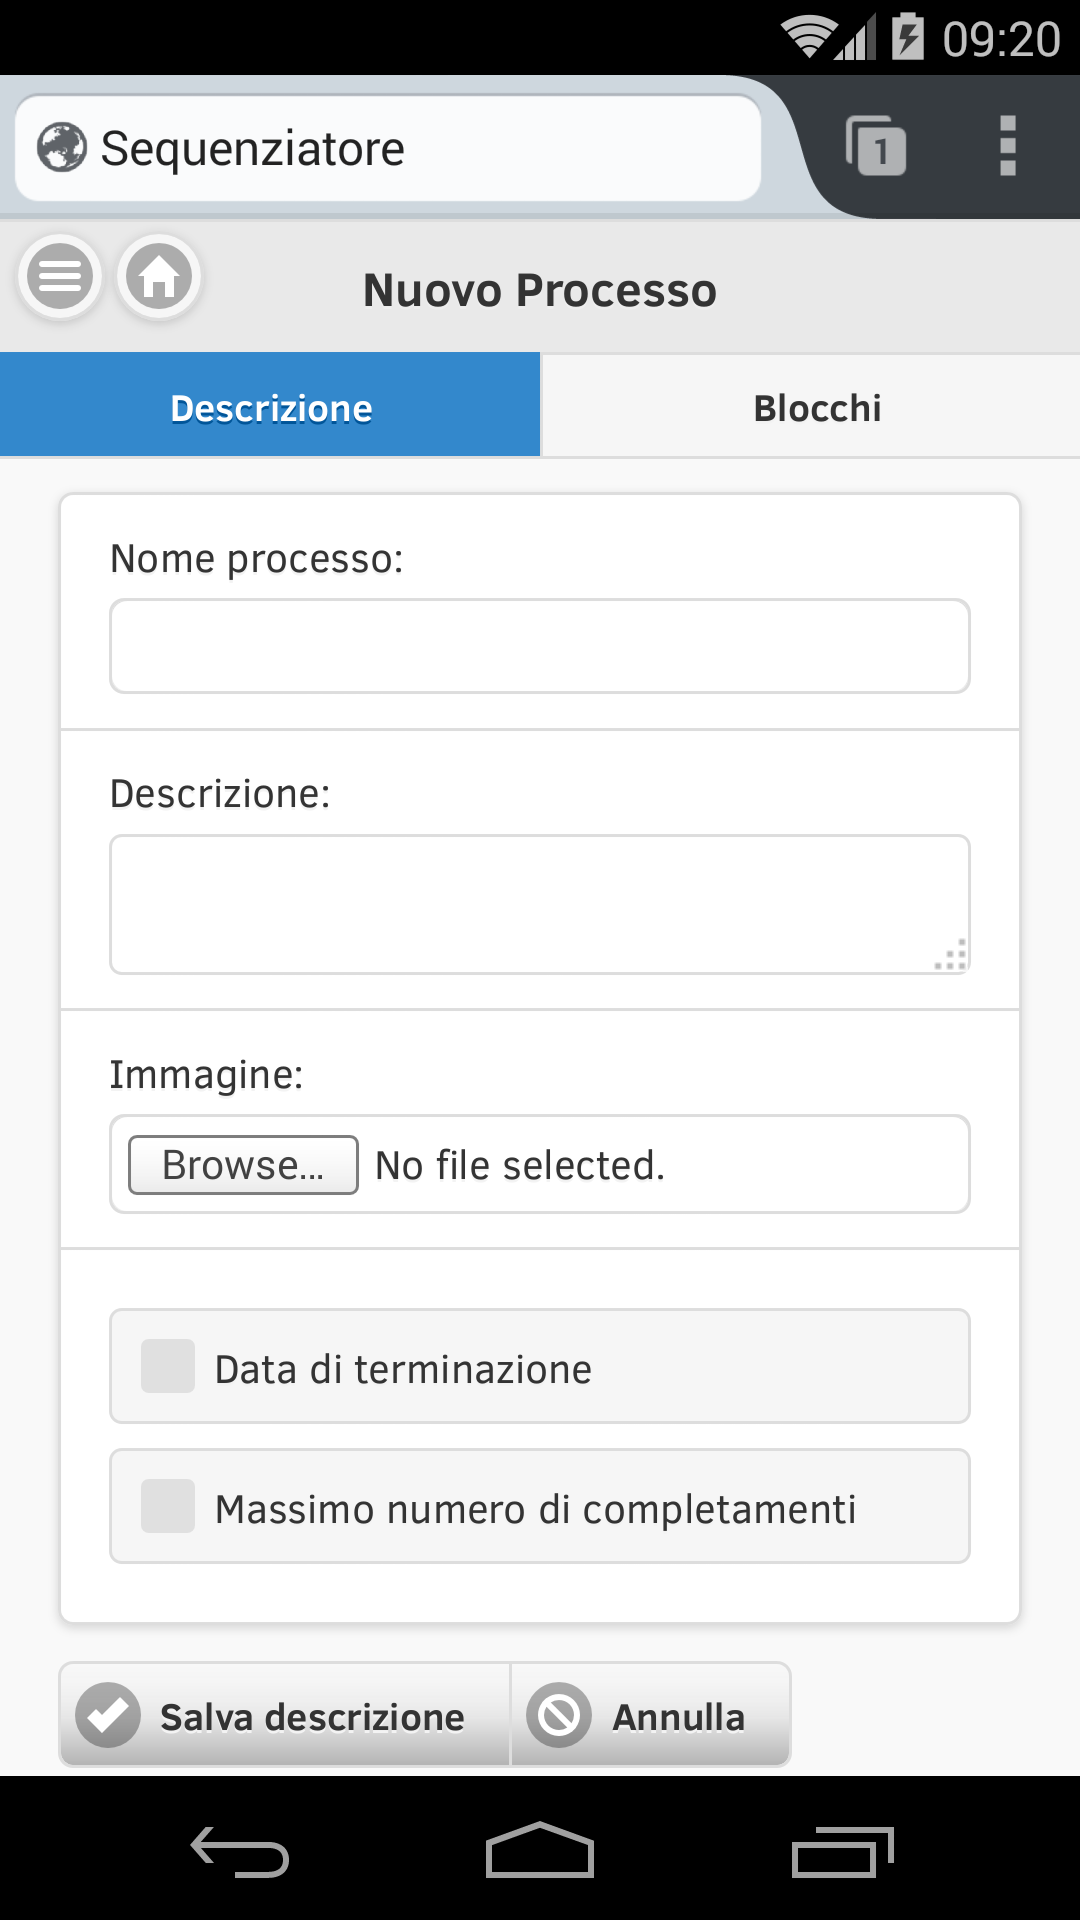 09:20
Sequenziatore
1
Nuovo Processo
Descrizione
Blocchi
Nome processo:
Descrizione:
Immagine:
Browse... No file selected.
Data di terminazione
Massimo numero di completamenti
Salva descrizione
Annulla